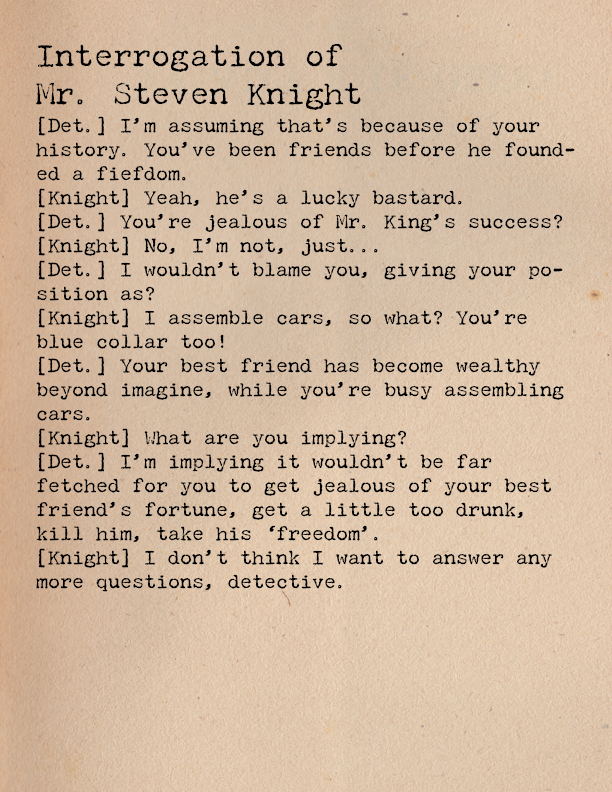 Interrogation of
Mr. Steven Knight
[Det.] I'm assuming that's because of your
history. You've been friends before he found-
ed a fiefdom.
[Knight] Yeah, he's a lucky bastard.
[Det.] You're jealous of Mr. King's success?
[Knight] No, I'm not, just...
[Det.] I wouldn't blame you, giving your po-
sition as?
[Knight] I assemble cars, so what? You're
blue collar too!
[Det.] Your best friend has become wealthy
beyond imagine, while you're busy assembling
cars.
[Knight] What are you implying?
[Det.] I'm implying it wouldn't be far
fetched for you to get jealous of your best
friend's fortune, get a little too drunk,
kill him, take his 'freedom'.
[Knight] I don't think I want to answer any
more questions, detective.